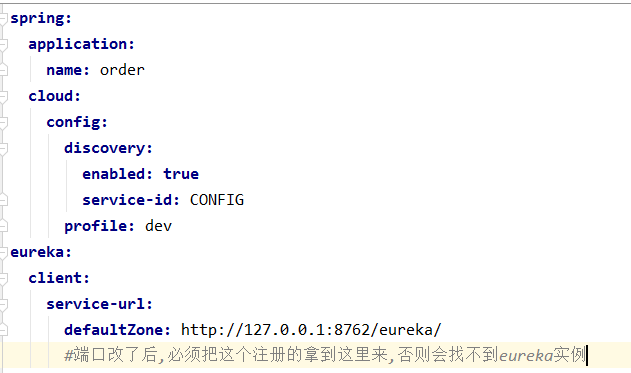 spring:
  application:
    name: order
  cloud:
    config:
      discovery:
        enabled: true
        service-id: CONFIG
      profile: dev
eureka:
  client:
    service-url:
      defaultZone: http://127.0.0.1:8762/eureka/
      #端口改了后,必须把这个注册的拿到这里来,否则会找不到eureka实例